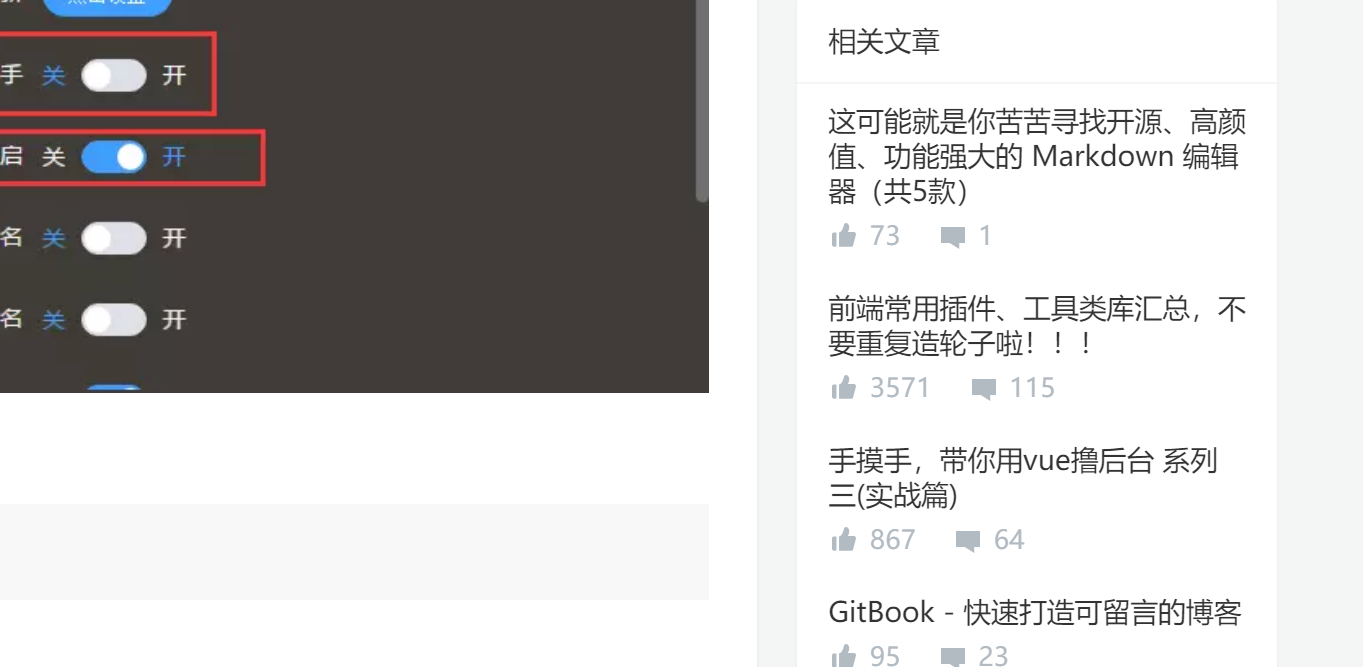 手 关 开
启 关 开
名 关 开
名 关 开
相关文章
这可能就是你苦苦寻找开源、高颜
值、功能强大的 Markdown 编辑
器（共5款）
73 1
前端常用插件、工具类库汇总，不
要重复造轮子啦！！！
3571 115
手摸手，带你用vue撸后台 系列
三(实战篇)
867 64
GitBook - 快速打造可留言的博客
95 23